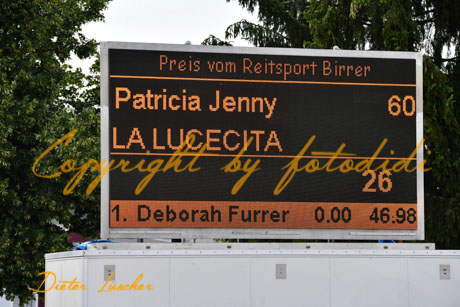 Preis vom Reitsport Birrer
Patricia Jenny 60
LA LUCECITA
Copyright by fotodidi
26
1. Deborah Furrer 0.00 46.98
Dieter Luscher